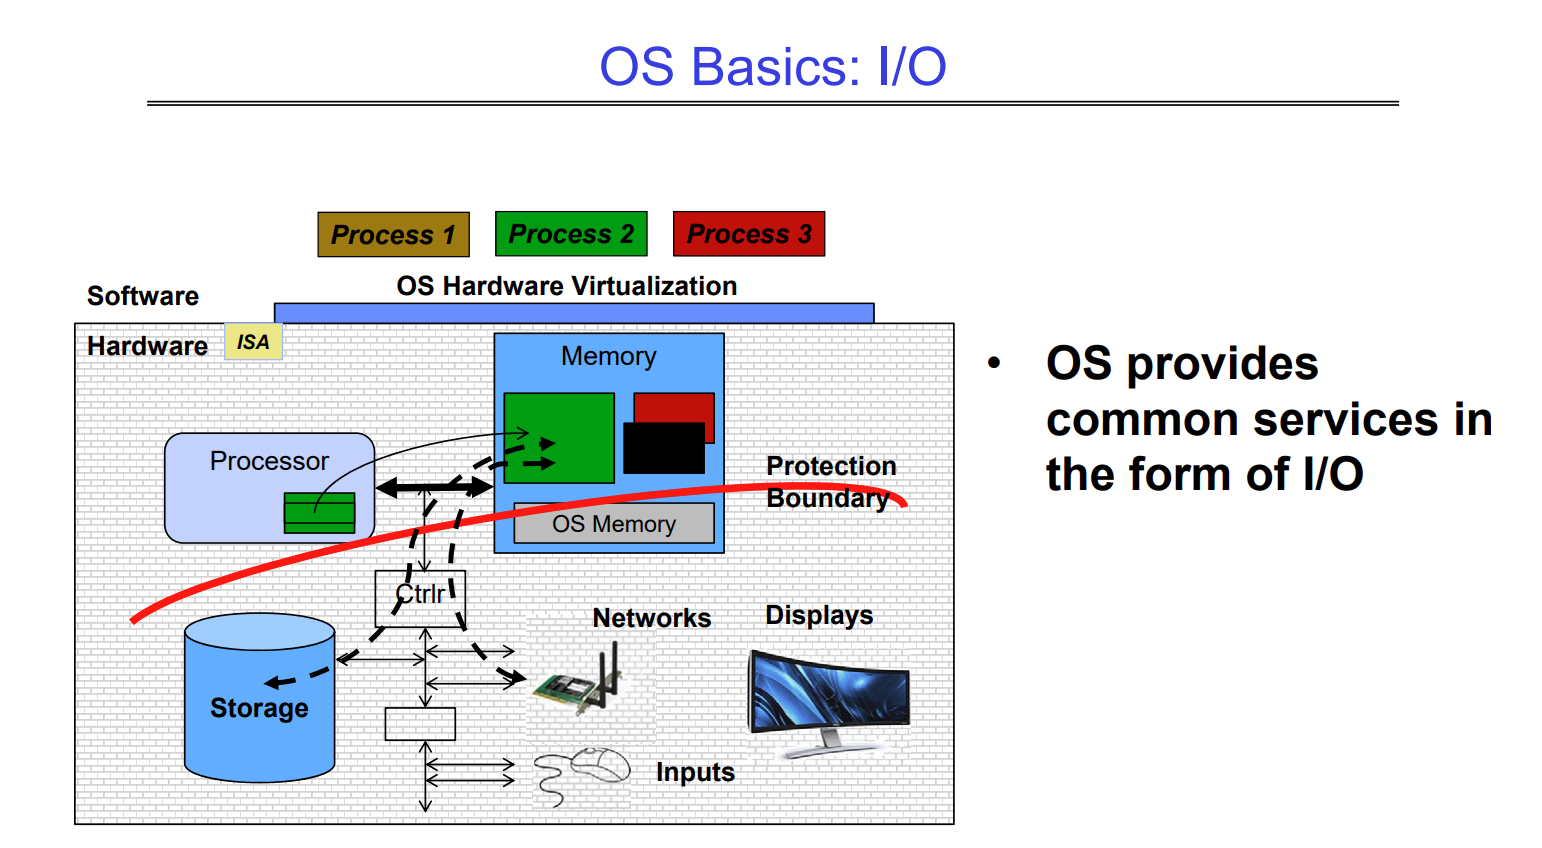 OS Basics: I/O
Process 1
Process 2
Process 3
OS Hardware Virtualization
Software
Hardware
ISA
Memory
Processor
Protection
Boundary
OS Memory
Ctrlr
Networks
Displays
Storage
Inputs
• OS provides
common services in
the form of I/O